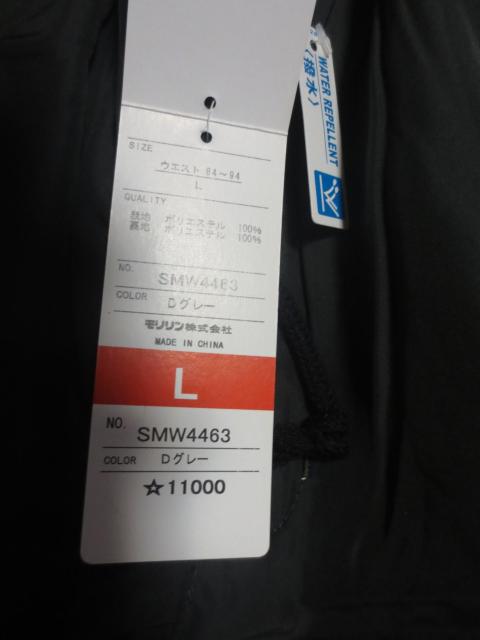 SIZE
ウエスト 84～94
L
QUALITY
表地 ポリエステル 100%
裏地 ポリエステル 100%
NO.
SMW4463
COLOR
Dグレー
モリリン株式会社
MADE IN CHINA
L
NO.
SMW4463
COLOR
Dグレー
☆11000
WATER REPELLENT
〈撥水〉